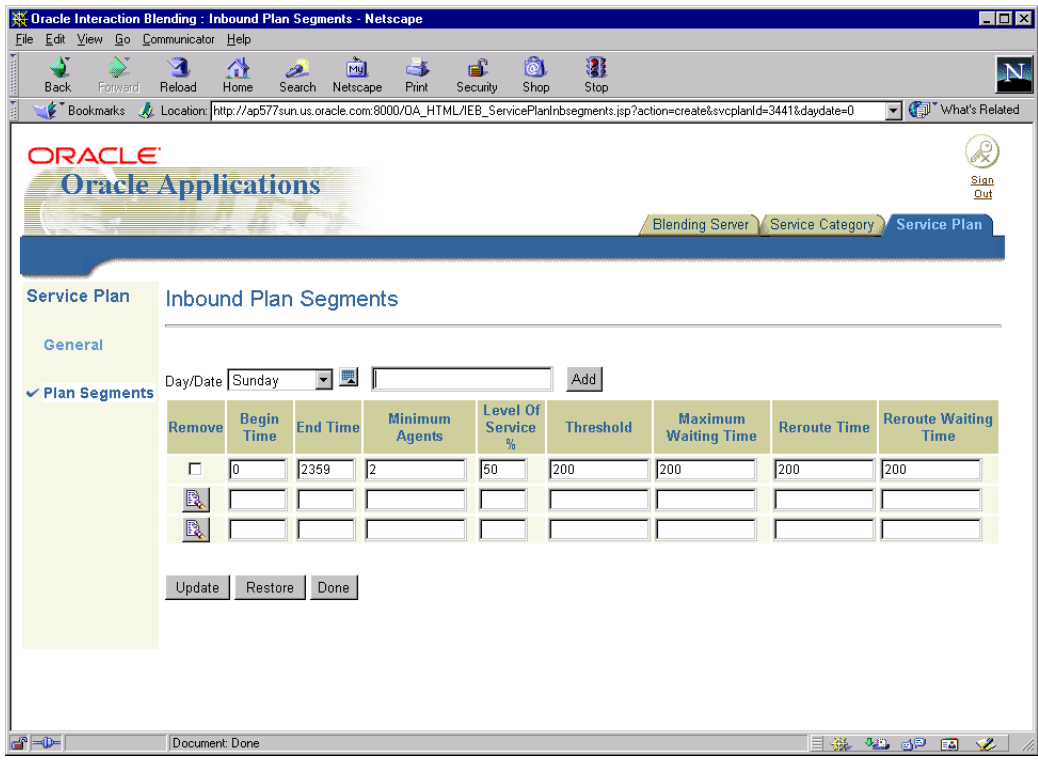 Oracle Interaction Blending : Inbound Plan Segments - Netscape
File Edit View Go Communicator Help
My
N
Back Forward Reload Home Search Netscape Print Security Shop Stop
Bookmarks Location: http://ap577sun.us.oracle.com:8000/OA_HTML/IEB_ServicePlanInbsegments.jsp?action=create&svcplanId=3441&daydate=0 What's Related
ORACLE
Oracle Applications
Sign Out
Blending Server Service Category Service Plan
Service Plan
General
Plan Segments
Inbound Plan Segments
Day/Date Sunday Add
Remove Begin Time End Time Minimum Agents Level Of Service % Threshold Maximum Waiting Time Reroute Time Reroute Waiting Time
0 2359 2 50 200 200 200 200
Update Restore Done
Document: Done